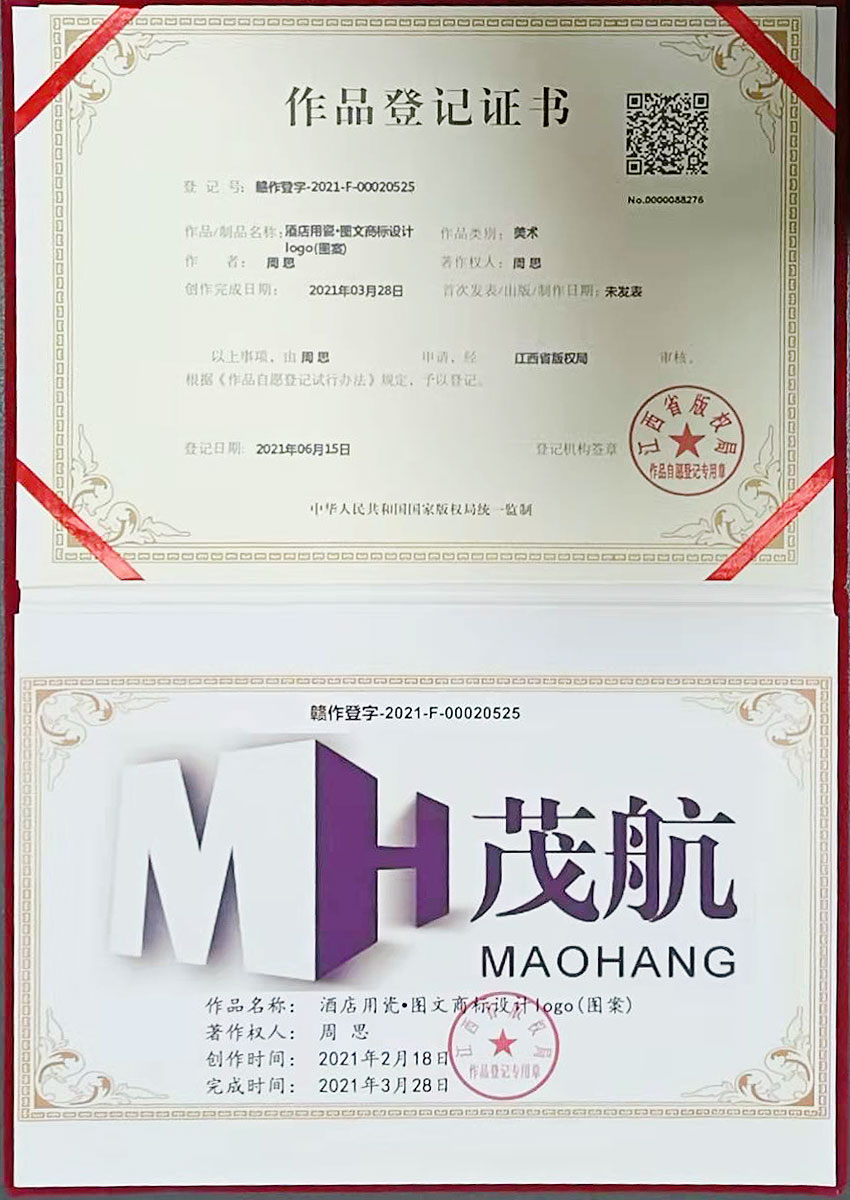 作品登记证书
No.0000088276
登 记 号：赣作登字-2021-F-00020525
作品/制品名称：酒店用瓷•图文商标设计logo(图案)
作品类别：美术
作 者：周 思
著作权人：周 思
创作完成日期：2021年03月28日
首次发表/出版/制作日期：未发表
以上事项，由 周 思 申请，经 江西省版权局 审核，
根据《作品自愿登记试行办法》规定，予以登记。
登记日期：2021年06月15日
登记机构签章
江西省版权局
作品自愿登记专用章
中华人民共和国国家版权局统一监制
赣作登字-2021-F-00020525
MH
茂航
MAOHANG
作品名称：酒店用瓷•图文商标设计logo(图案)
著作权人：周 思
创作时间：2021年2月18日
完成时间：2021年3月28日
江西省版权局
作品登记专用章